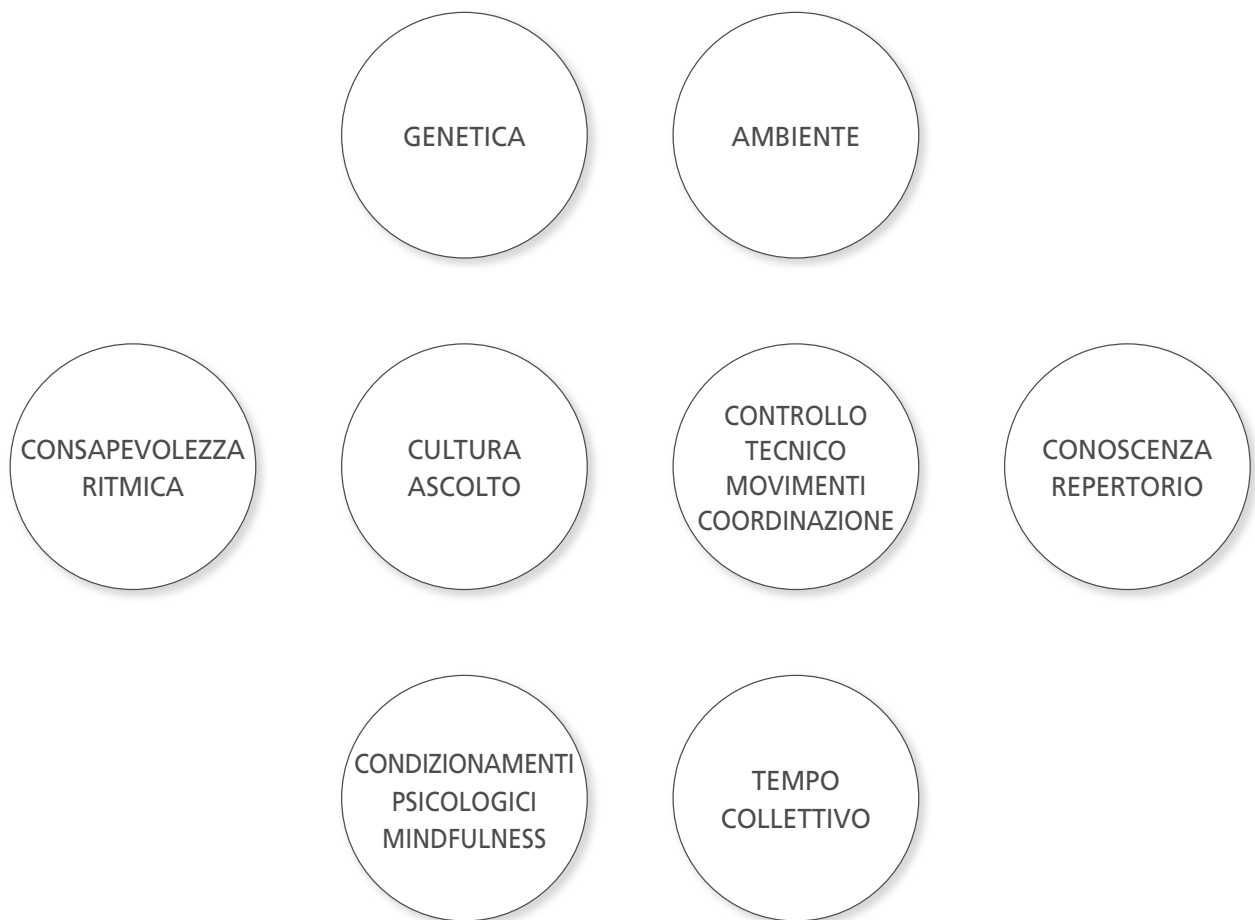 GENETICA
AMBIENTE
CONSAPEVOLEZZA
RITMICA
CULTURA
ASCOLTO
CONTROLLO
TECNICO
MOVIMENTI
COORDINAZIONE
CONOSCENZA
REPERTORIO
CONDIZIONAMENTI
PSICOLOGICI
MINDFULNESS
TEMPO
COLLETTIVO